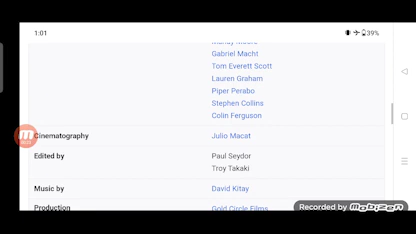 1:01
39%
Gabriel Macht
Tom Everett Scott
Lauren Graham
Piper Perabo
Stephen Collins
Colin Ferguson
Cinematography Julio Macat
Edited by Paul Seydor
Troy Takaki
Music by David Kitay
Production Gold Circle Films
Recorded by Mobizen